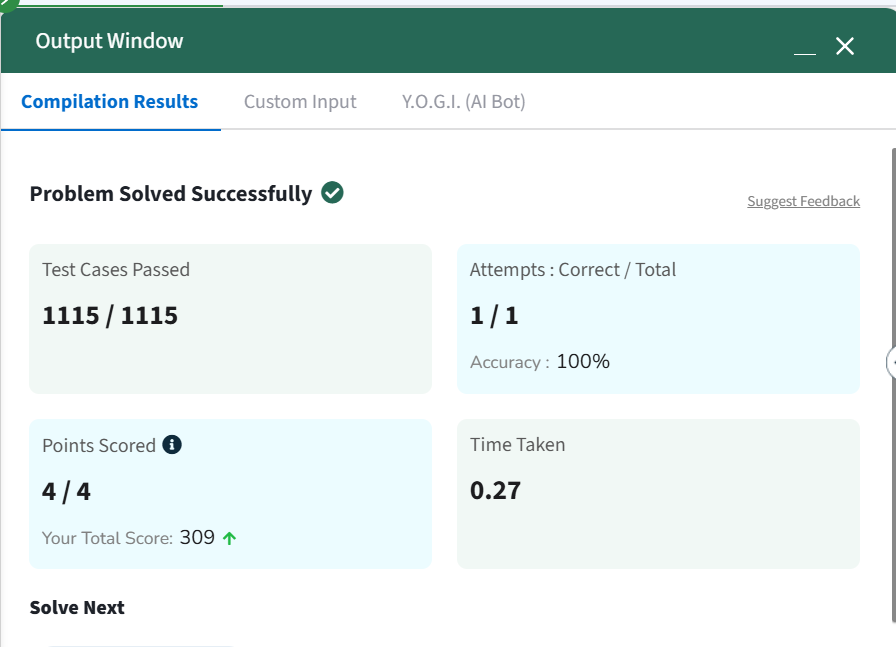 Output Window
Compilation Results Custom Input Y.O.G.I. (AI Bot)
Problem Solved Successfully
Suggest Feedback
Test Cases Passed
1115 / 1115
Attempts : Correct / Total
1 / 1
Accuracy : 100%
Points Scored
4 / 4
Your Total Score: 309
Time Taken
0.27
Solve Next